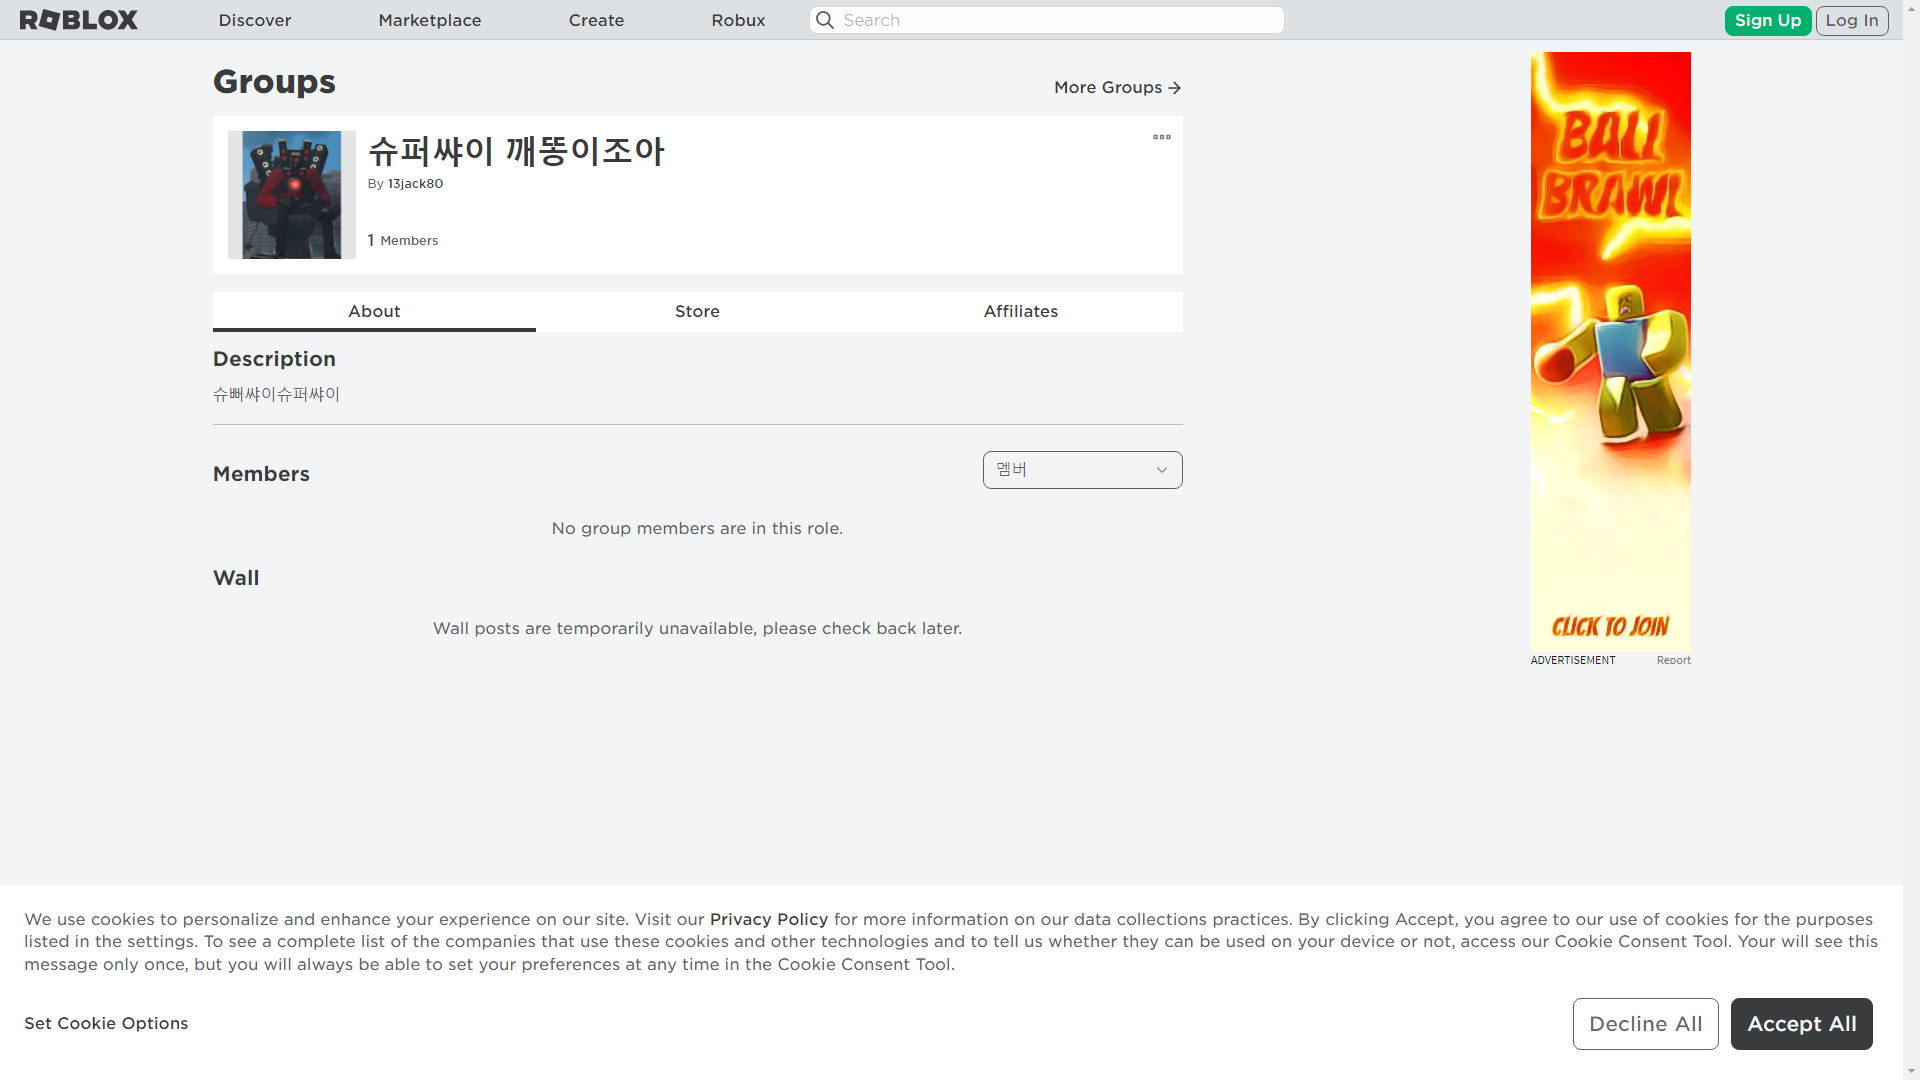 ROBLOX
Discover
Marketplace
Create
Robux
Search
Sign Up
Log In
Groups
More Groups
슈퍼쌰이 깨똥이조아
By 13jack80
1 Members
About
Store
Affiliates
Description
슈뻐쌰이슈퍼쌰이
Members
멤버
No group members are in this role.
Wall
Wall posts are temporarily unavailable, please check back later.
BALL
BRAWL
CLICK TO JOIN
ADVERTISEMENT
Report
We use cookies to personalize and enhance your experience on our site. Visit our Privacy Policy for more information on our data collections practices. By clicking Accept, you agree to our use of cookies for the purposes
listed in the settings. To see a complete list of the companies that use these cookies and other technologies and to tell us whether they can be used on your device or not, access our Cookie Consent Tool. Your will see this
message only once, but you will always be able to set your preferences at any time in the Cookie Consent Tool.
Set Cookie Options
Decline All
Accept All